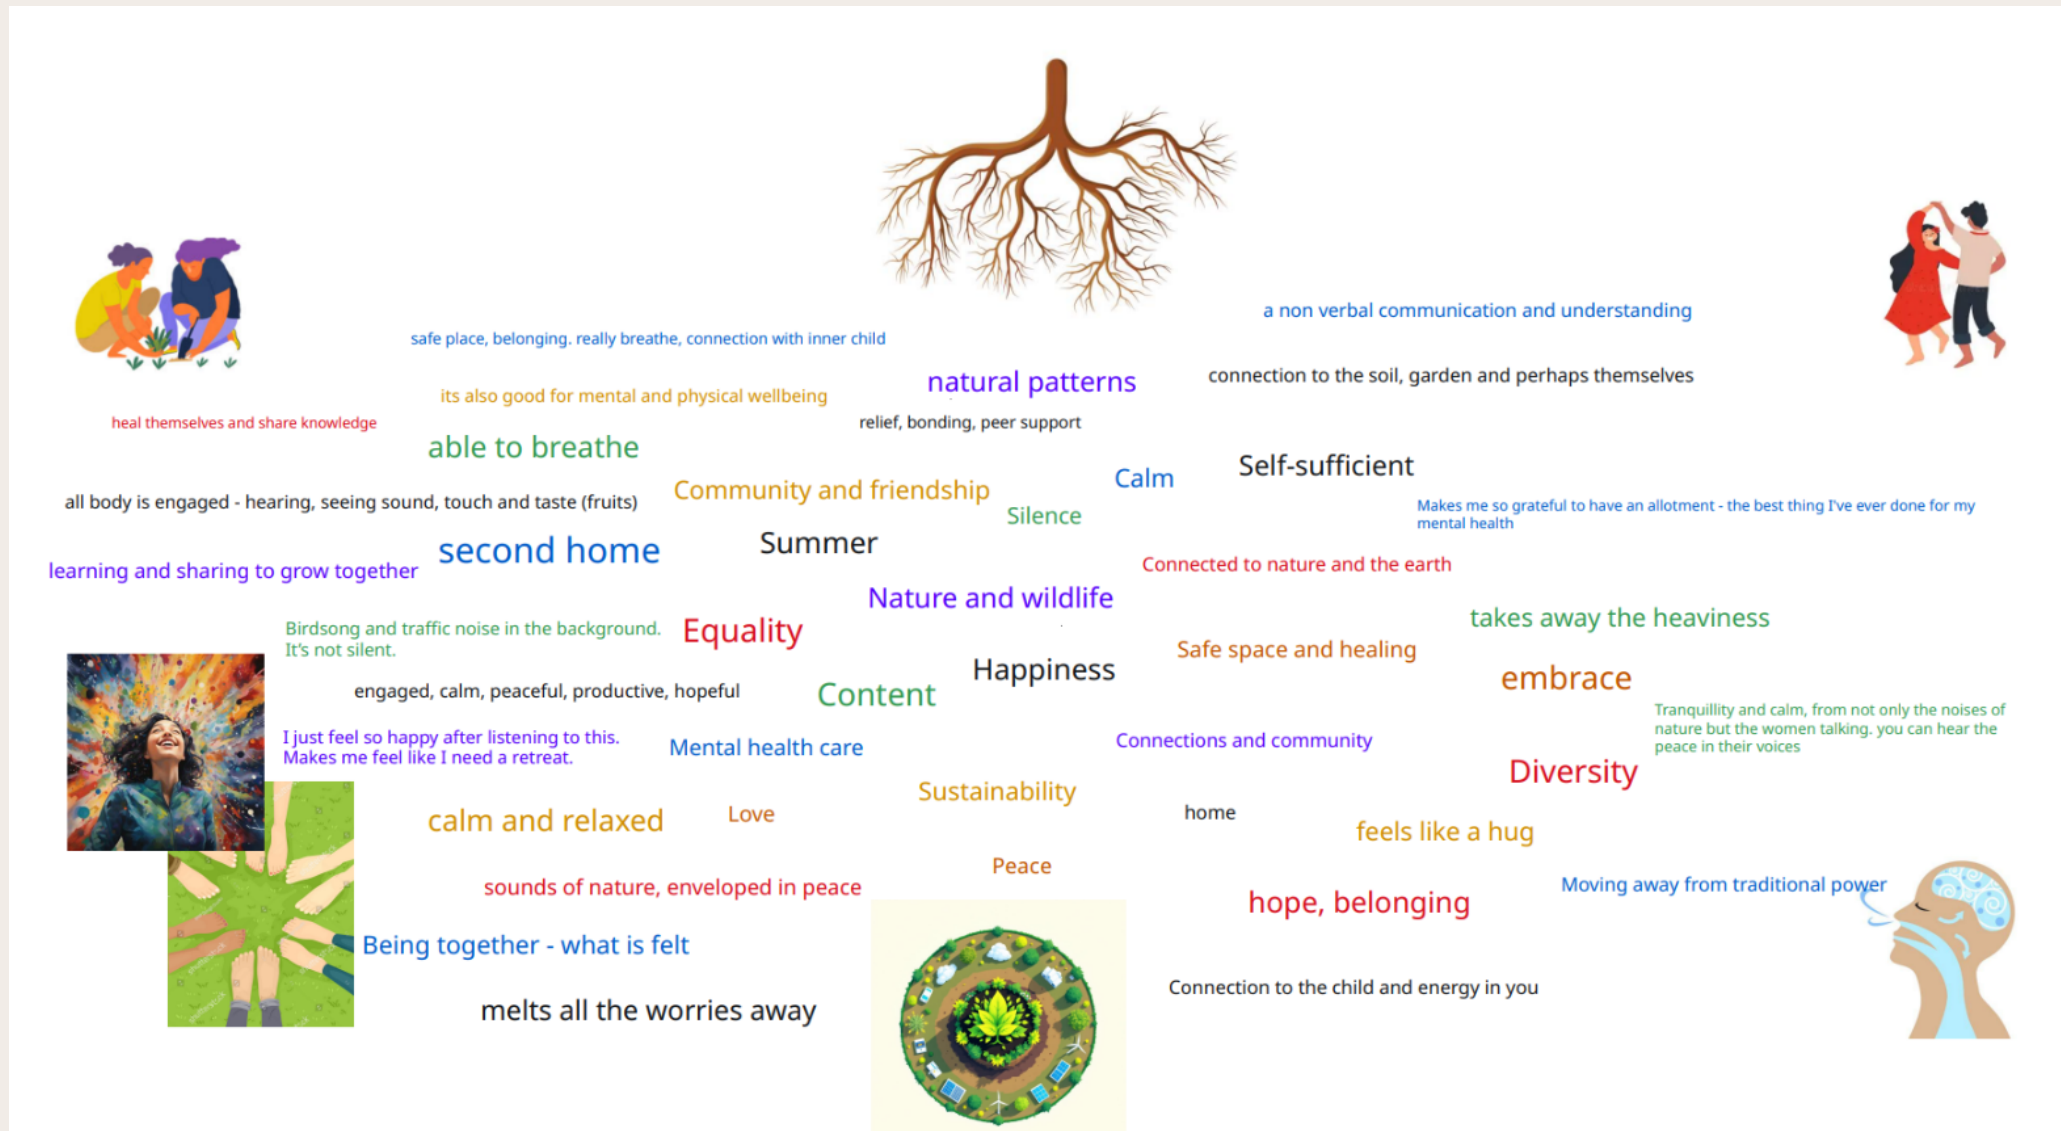 a non verbal communication and understanding
safe place, belonging. really breathe, connection with inner child
natural patterns
connection to the soil, garden and perhaps themselves
its also good for mental and physical wellbeing
heal themselves and share knowledge
relief, bonding, peer support
able to breathe
Self-sufficient
Calm
Community and friendship
all body is engaged - hearing, seeing sound, touch and taste (fruits)
Silence
Makes me so grateful to have an allotment - the best thing I've ever done for my
mental health
Summer
second home
Connected to nature and the earth
learning and sharing to grow together
Nature and wildlife
takes away the heaviness
Birdsong and traffic noise in the background.
It's not silent.
Equality
Safe space and healing
Happiness
embrace
engaged, calm, peaceful, productive, hopeful
Content
Tranquillity and calm, from not only the noises of
nature but the women talking. you can hear the
peace in their voices
I just feel so happy after listening to this.
Makes me feel like I need a retreat.
Mental health care
Connections and community
Diversity
Sustainability
calm and relaxed
Love
home
feels like a hug
Peace
sounds of nature, enveloped in peace
Moving away from traditional power
hope, belonging
Being together - what is felt
Connection to the child and energy in you
melts all the worries away